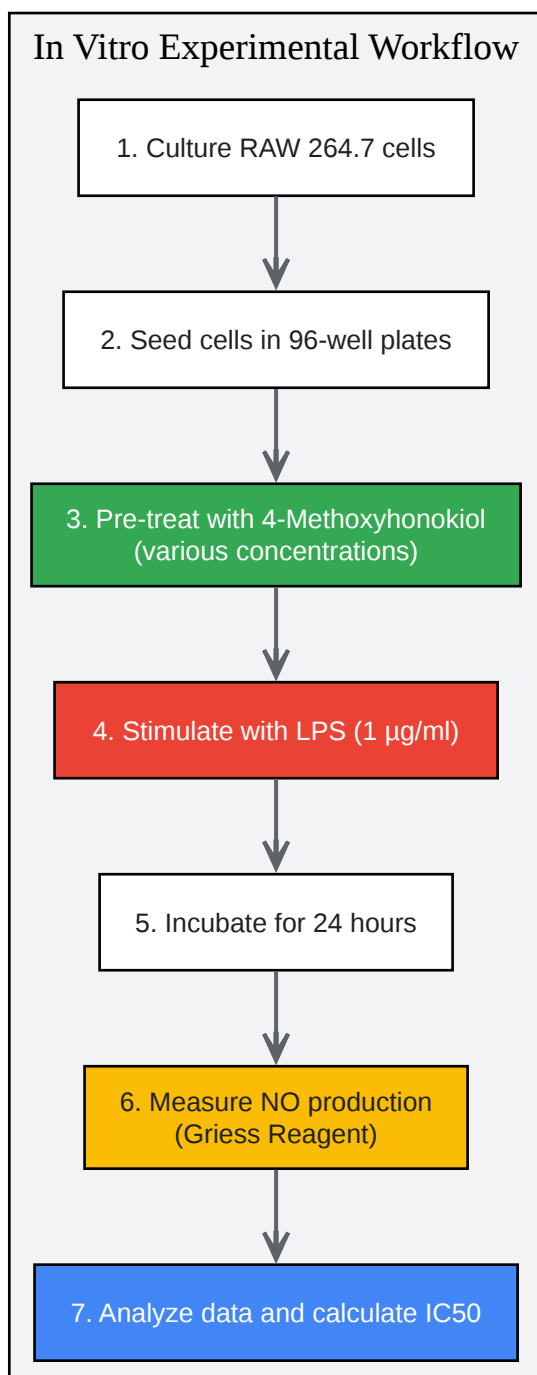 In Vitro Experimental Workflow
1. Culture RAW 264.7 cells
2. Seed cells in 96-well plates
3. Pre-treat with 4-Methoxyhonokiol
(various concentrations)
4. Stimulate with LPS (1 µg/ml)
5. Incubate for 24 hours
6. Measure NO production
(Griess Reagent)
7. Analyze data and calculate IC50